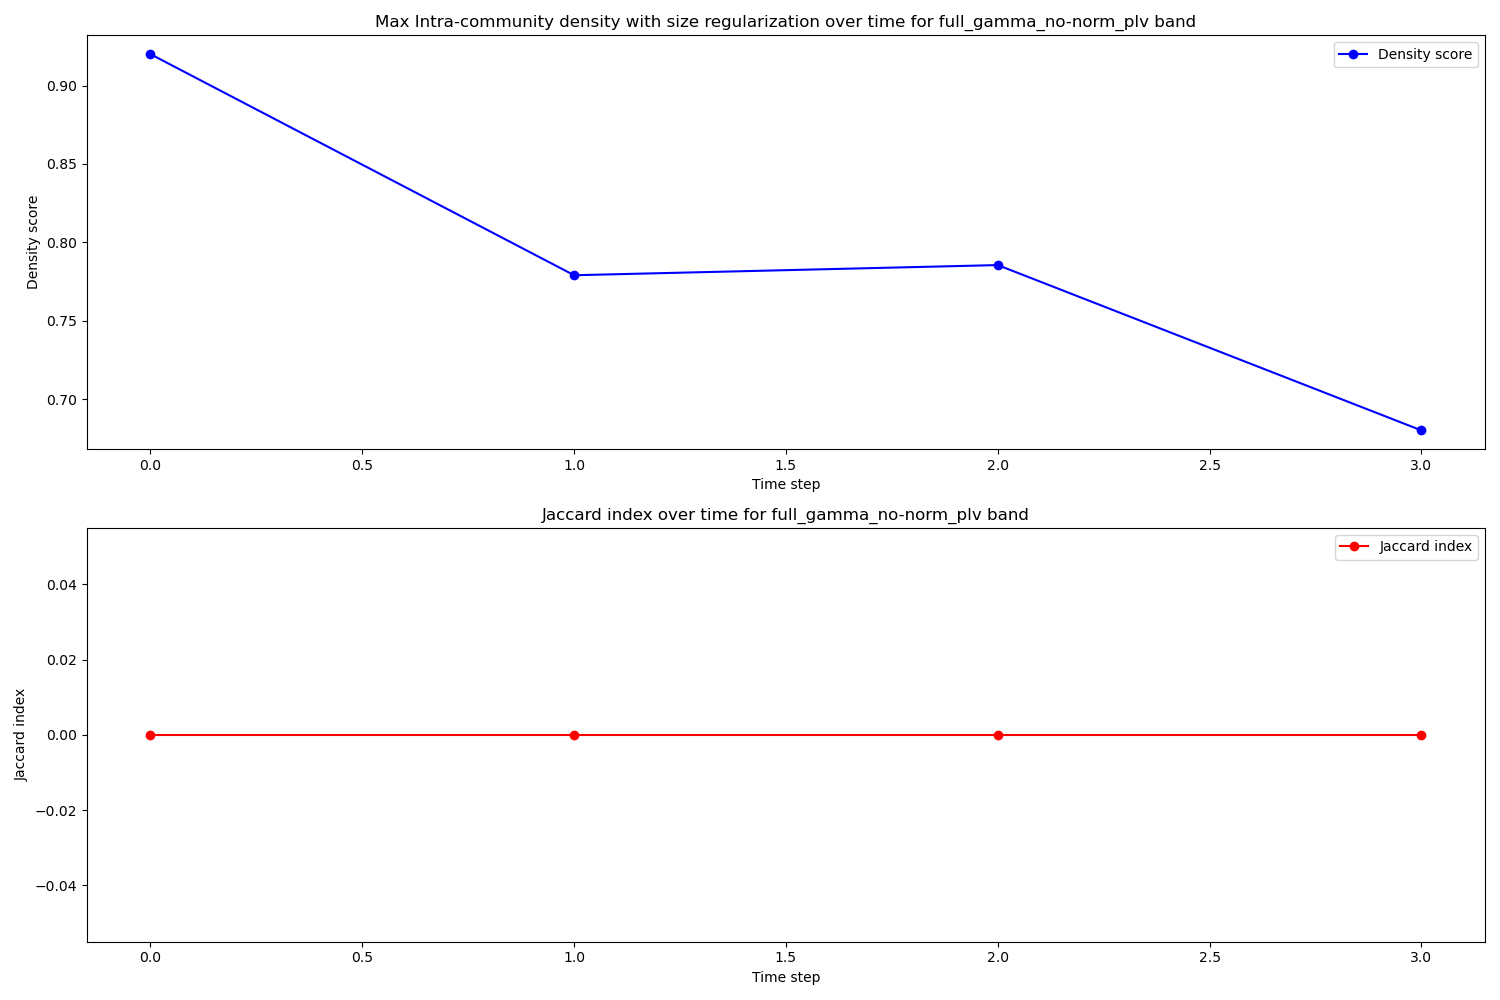 Max Intra-community density with size regularization over time for full_gamma_no-norm_plv band
Density score
0.90
0.85
0.80
0.75
0.70
Density score
0.0 0.5 1.0 1.5 2.0 2.5 3.0
Time step
Jaccard index over time for full_gamma_no-norm_plv band
Jaccard index
0.04
0.02
0.00
−0.02
−0.04
Jaccard index
0.0 0.5 1.0 1.5 2.0 2.5 3.0
Time step